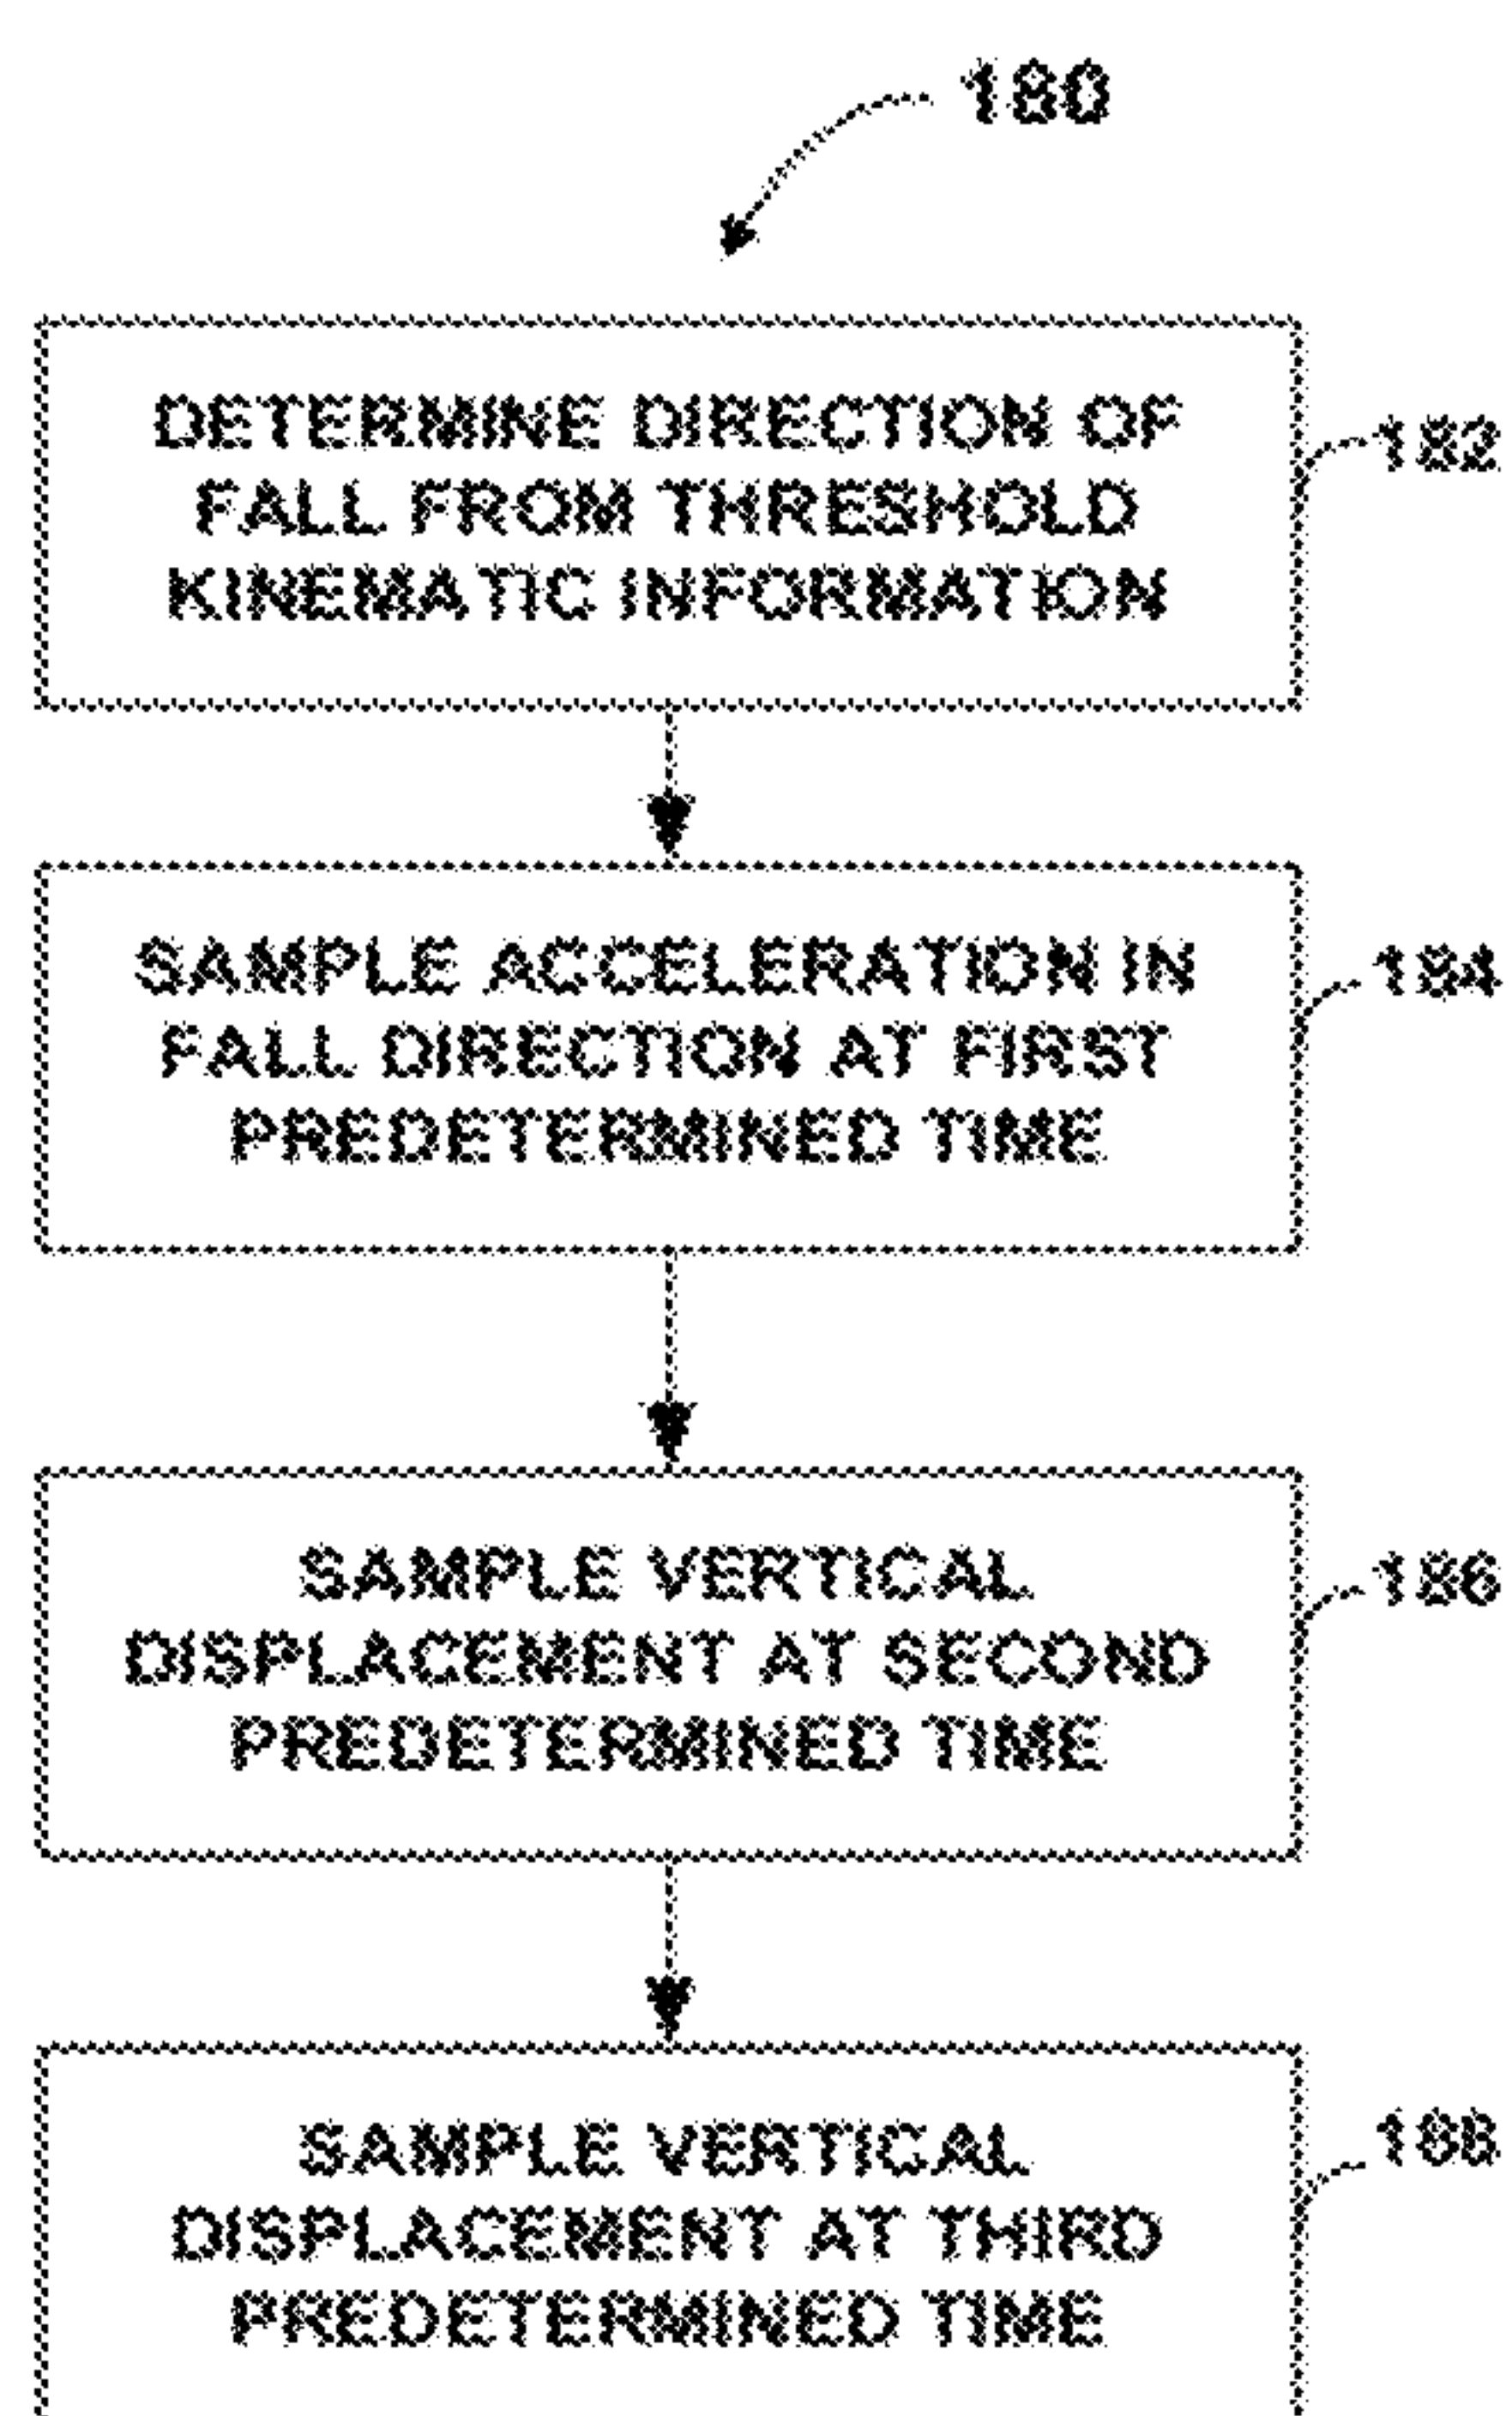 180
DETERMINE DIRECTION OF
FALL FROM THRESHOLD
KINEMATIC INFORMATION
182
SAMPLE ACCELERATION IN
FALL DIRECTION AT FIRST
PREDETERMINED TIME
184
SAMPLE VERTICAL
DISPLACEMENT AT SECOND
PREDETERMINED TIME
186
SAMPLE VERTICAL
DISPLACEMENT AT THIRD
PREDETERMINED TIME
188